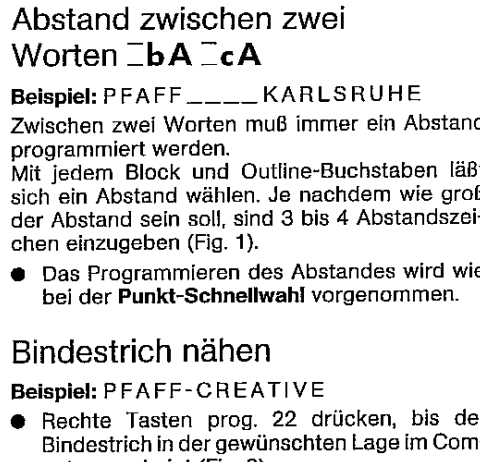 Abstand zwischen zwei
Worten ⁻_bA ⁻_cA
Beispiel: PFAFF____KARLSRUHE
Zwischen zwei Worten muß immer ein Abstand
programmiert werden.
Mit jedem Block und Outline-Buchstaben läßt
sich ein Abstand wählen. Je nachdem wie groß
der Abstand sein soll, sind 3 bis 4 Abstandszei-
chen einzugeben (Fig. 1).
● Das Programmieren des Abstandes wird wie
bei der Punkt-Schnellwahl vorgenommen.
Bindestrich nähen
Beispiel: PFAFF-CREATIVE
● Rechte Tasten prog. 22 drücken, bis de
Bindestrich in der gewünschten Lage im Com-